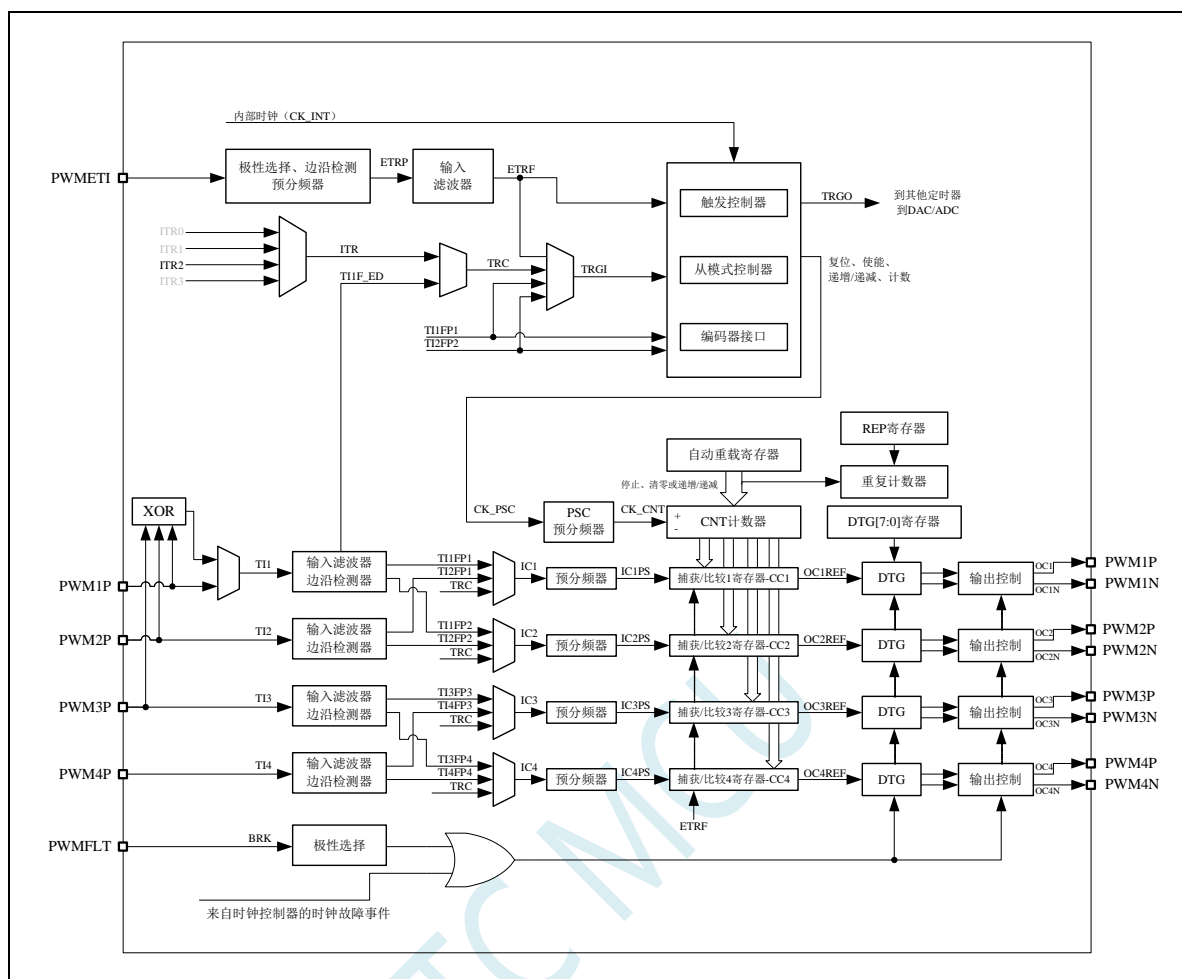 内部时钟（CK_INT）
PWMETI
极性选择、边沿检测
预分频器
ETRP
输入
滤波器
ETRF
触发控制器
TRGO
到其他定时器
到DAC/ADC
ITR0
ITR1
ITR2
ITR3
ITR
TI1F_ED
TRC
TRGI
从模式控制器
复位、使能、
递增/递减、计数
TI1FP1
TI2FP2
编码器接口
REP寄存器
自动重载寄存器
重复计数器
停止、清零或递增/递减
XOR
CK_PSC
PSC
预分频器
CK_CNT
+
-
CNT计数器
DTG[7:0]寄存器
PWM1P
TI1
输入滤波器
边沿检测器
TI1FP1
TI2FP1
TRC
IC1
预分频器
IC1PS
捕获/比较1寄存器-CC1
OC1REF
DTG
输出控制
OC1
OC1N
PWM1P
PWM1N
PWM2P
TI2
输入滤波器
边沿检测器
TI1FP2
TI2FP2
TRC
IC2
预分频器
IC2PS
捕获/比较2寄存器-CC2
OC2REF
DTG
输出控制
OC2
OC2N
PWM2P
PWM2N
PWM3P
TI3
输入滤波器
边沿检测器
TI3FP3
TI4FP3
TRC
IC3
预分频器
IC3PS
捕获/比较3寄存器-CC3
OC3REF
DTG
输出控制
OC3
OC3N
PWM3P
PWM3N
PWM4P
TI4
输入滤波器
边沿检测器
TI3FP4
TI4FP4
TRC
IC4
预分频器
IC4PS
捕获/比较4寄存器-CC4
OC4REF
DTG
输出控制
OC4
OC4N
PWM4P
PWM4N
ETRF
PWMFLT
BRK
极性选择
来自时钟控制器的时钟故障事件
TC MCU